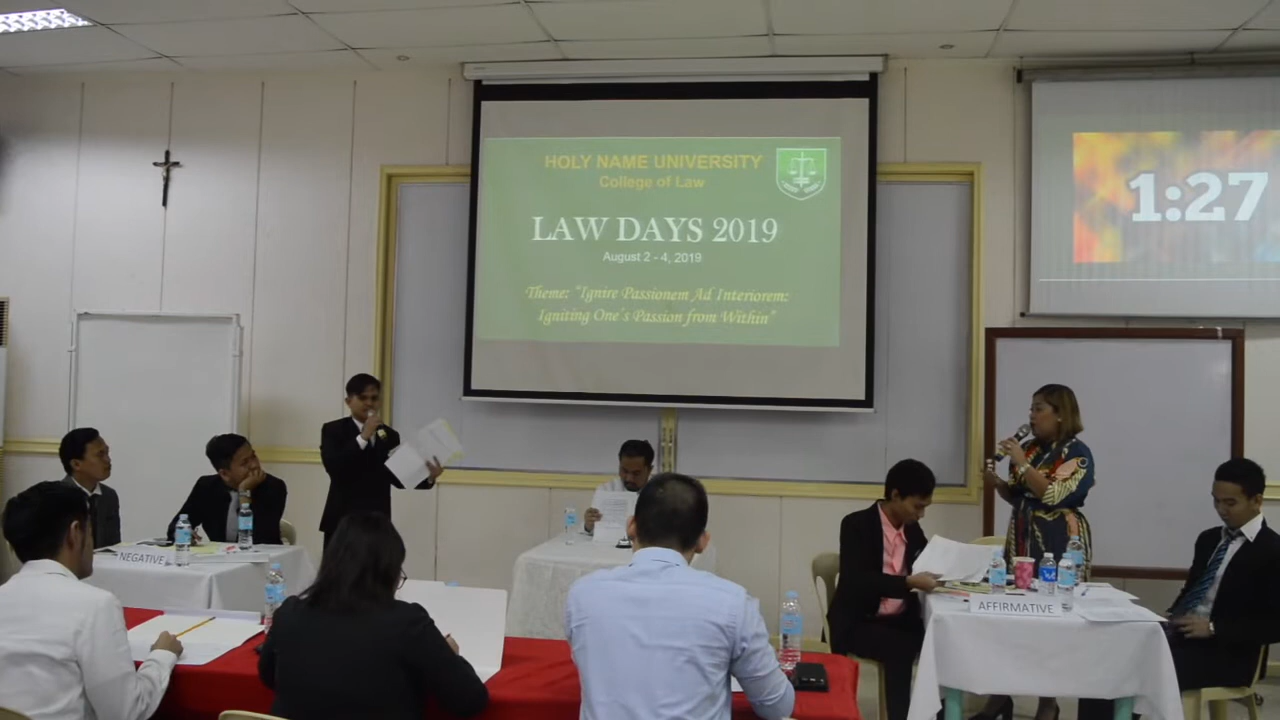 HOLY NAME UNIVERSITY
College of Law
LAW DAYS 2019
August 2 - 4, 2019
Theme: "Ignire Passionem Ad Interiorem:
Igniting One's Passion from Within"
1:27
NEGATIVE
AFFIRMATIVE